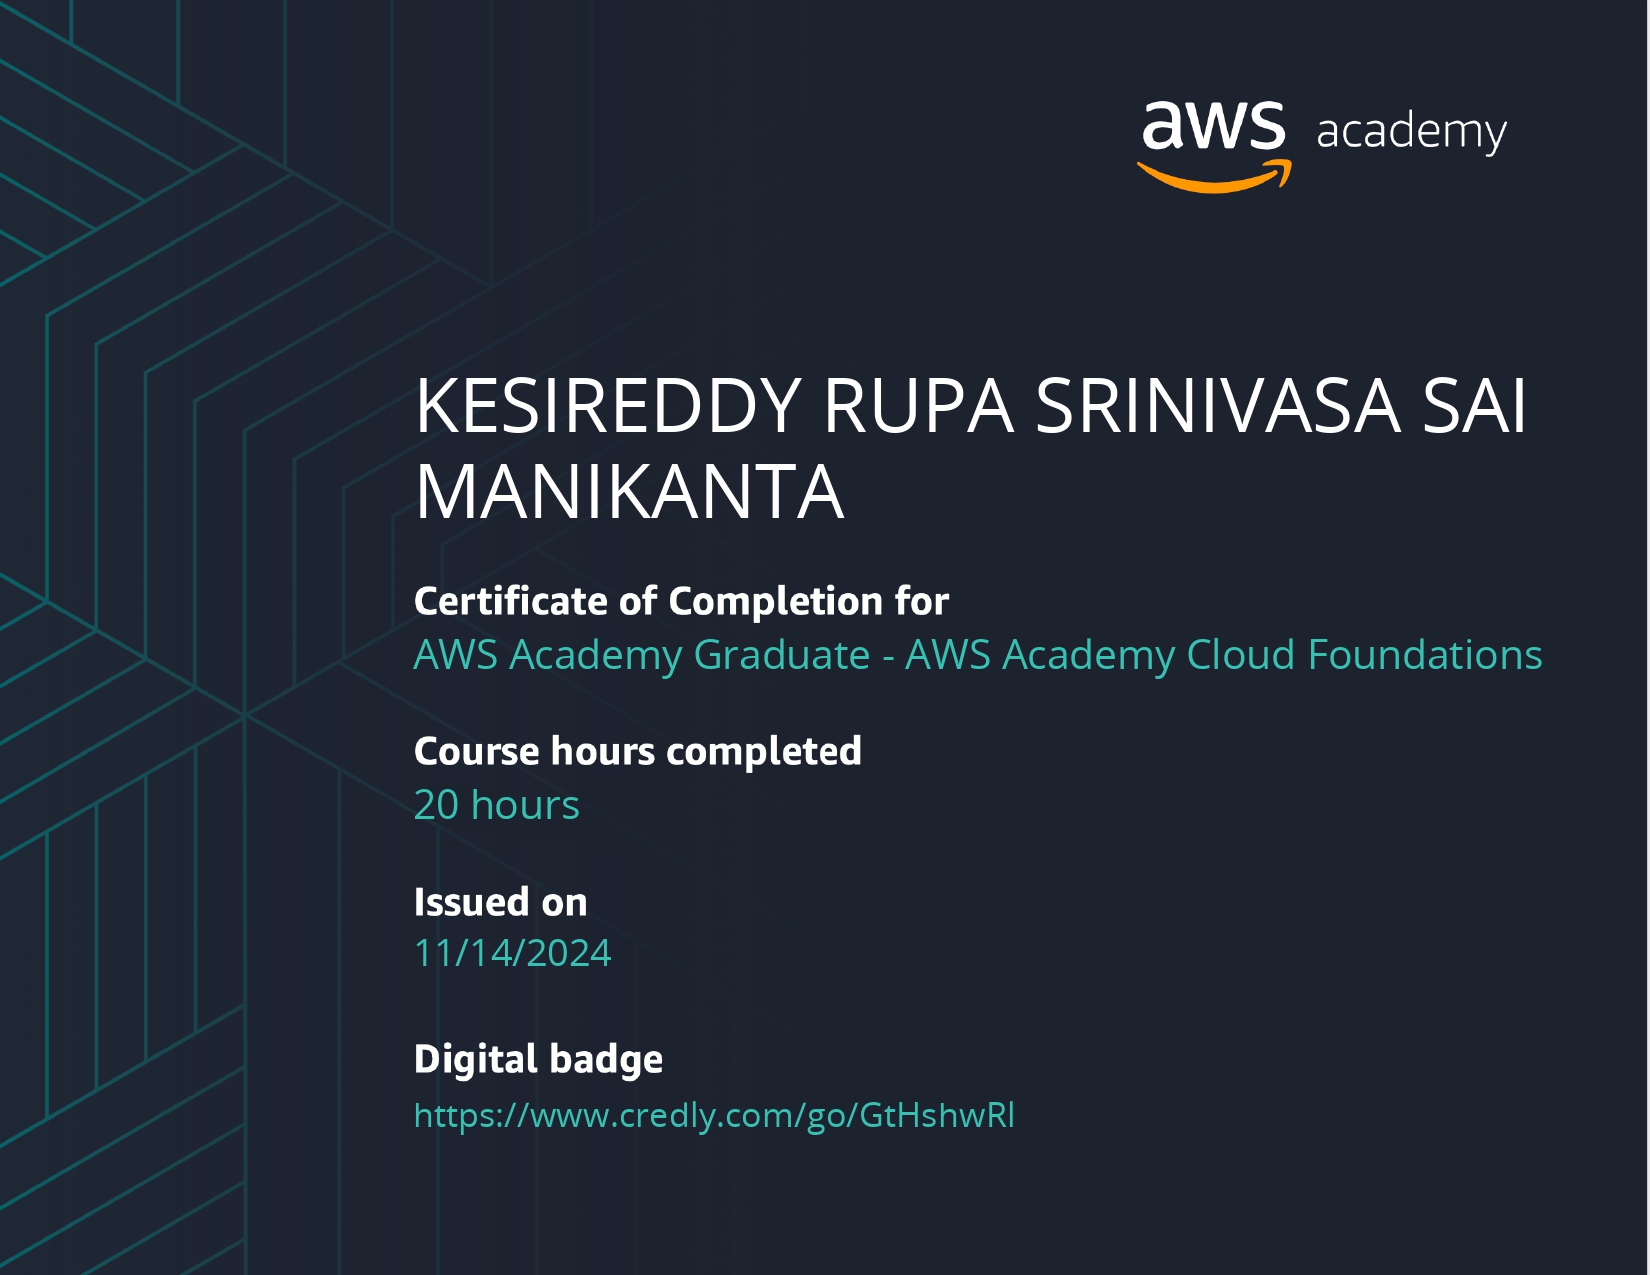 aws academy
KESIREDDY RUPA SRINIVASA SAI
MANIKANTA
Certificate of Completion for
AWS Academy Graduate - AWS Academy Cloud Foundations
Course hours completed
20 hours
Issued on
11/14/2024
Digital badge
https://www.credly.com/go/GtHshwRl